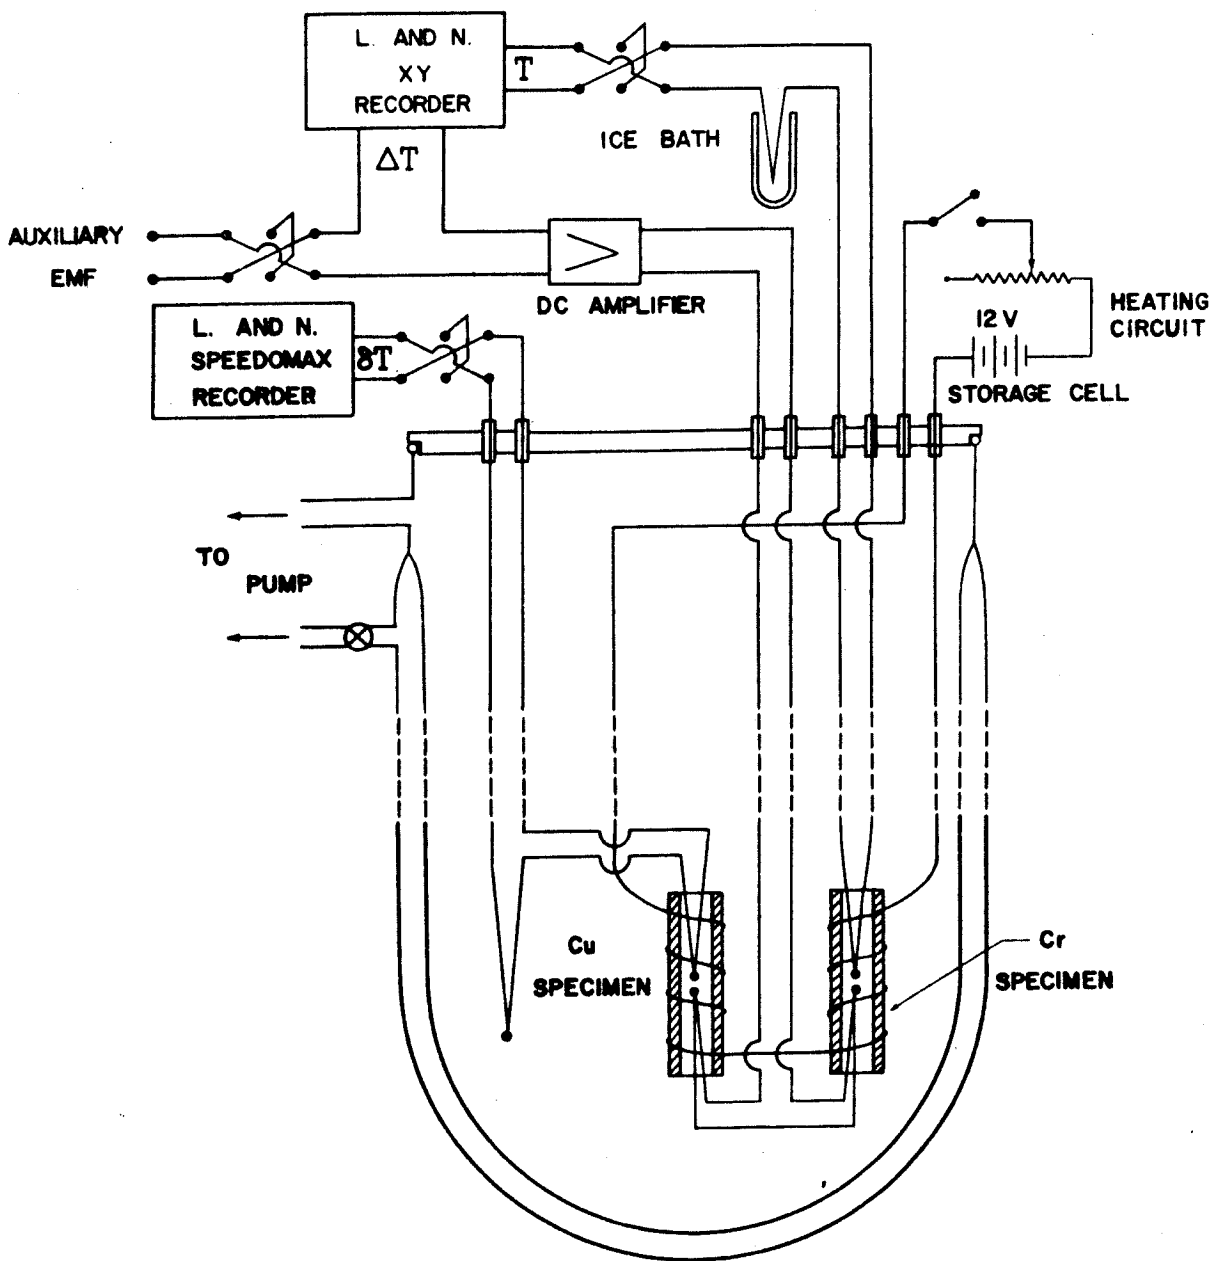 L. AND N.
XY
RECORDER
T
ICE BATH
ΔT
AUXILIARY
EMF
DC AMPLIFIER
L. AND N.
SPEEDOMAX
RECORDER
δT
12V
HEATING
CIRCUIT
STORAGE CELL
TO
PUMP
Cu
SPECIMEN
Cr
SPECIMEN